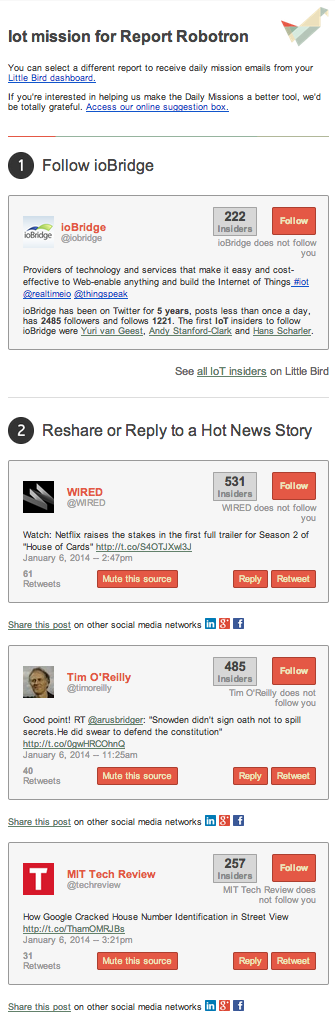 Iot mission for Report Robotron
You can select a different report to receive daily mission emails from your
Little Bird dashboard.
If you're interested in helping us make the Daily Missions a better tool, we'd
be totally grateful. Access our online suggestion box.
1 Follow ioBridge
ioBridge
ioBridge
@iobridge
222
Insiders
Follow
ioBridge does not follow
you
Providers of technology and services that make it easy and cost-
effective to Web-enable anything and build the Internet of Things #iot
@realtimeio @thingspeak
ioBridge has been on Twitter for 5 years, posts less than once a day,
has 2485 followers and follows 1221. The first IoT insiders to follow
ioBridge were Yuri van Geest, Andy Stanford-Clark and Hans Scharler.
See all IoT insiders on Little Bird
2 Reshare or Reply to a Hot News Story
WIRED
@WIRED
531
Insiders
Follow
WIRED does not follow
you
Watch: Netflix raises the stakes in the first full trailer for Season 2 of
"House of Cards" http://t.co/S4OTJXwl3J
January 6, 2014 -- 2:47pm
61
Retweets
Mute this source
Reply
Retweet
Share this post on other social media networks in g+ f
Tim O'Reilly
@timoreilly
485
Insiders
Follow
Tim O'Reilly does not
follow you
Good point! RT @arusbridger: "Snowden didn't sign oath not to spill
secrets.He did swear to defend the constitution"
http://t.co/0gwHRCOhnQ
January 6, 2014 -- 11:25am
40
Retweets
Mute this source
Reply
Retweet
Share this post on other social media networks in g+ f
T
MIT Tech Review
@techreview
257
Insiders
Follow
MIT Tech Review does
not follow you
How Google Cracked House Number Identification in Street View
http://t.co/ThamOMRJBs
January 6, 2014 -- 3:21pm
31
Retweets
Mute this source
Reply
Retweet
Share this post on other social media networks in g+ f